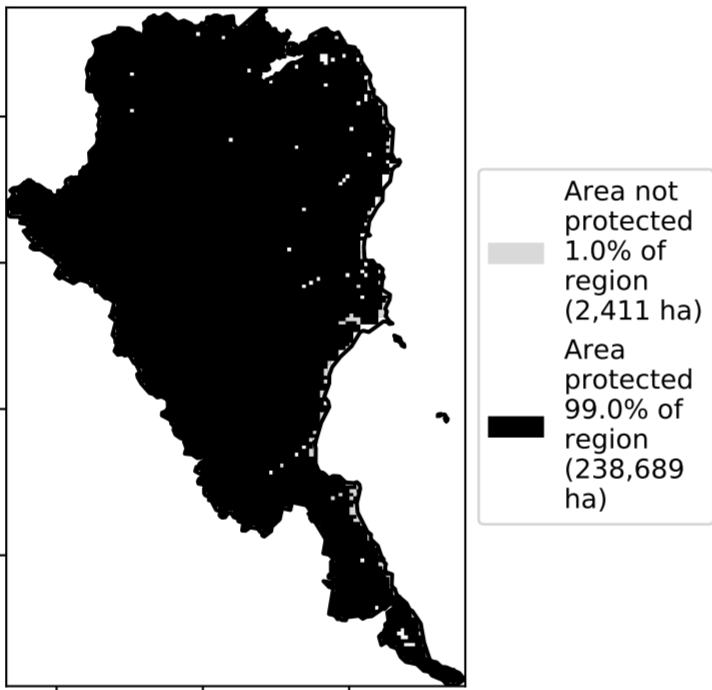 Area not
protected
1.0% of
region
(2,411 ha)
Area
protected
99.0% of
region
(238,689
ha)